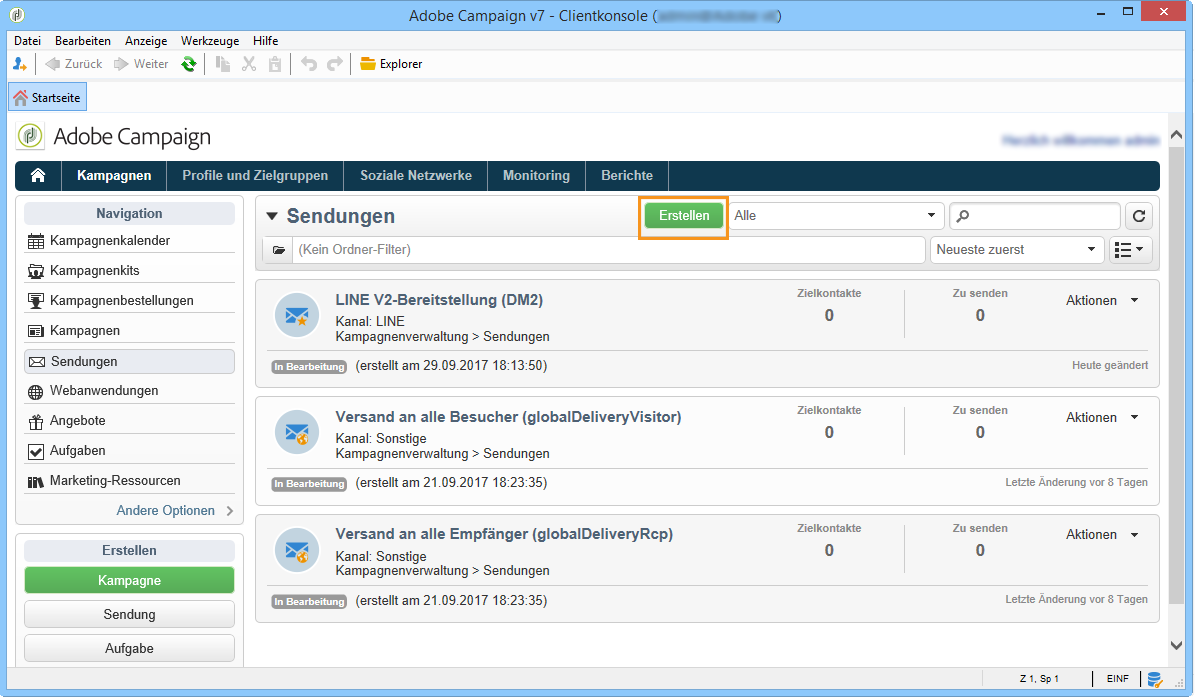 Adobe Campaign v7 - Clientkonsole (
Datei Bearbeiten Anzeige Werkzeuge Hilfe
Zurück Weiter Explorer
Startseite
Adobe Campaign
Kampagnen Profile und Zielgruppen Soziale Netzwerke Monitoring Berichte
Navigation
Kampagnenkalender
Kampagnenkits
Kampagnenbestellungen
Kampagnen
Sendungen
Webanwendungen
Angebote
Aufgaben
Marketing-Ressourcen
Andere Optionen
Erstellen
Kampagne
Sendung
Aufgabe
Sendungen Erstellen Alle
(Kein Ordner-Filter) Neueste zuerst
LINE V2-Bereitstellung (DM2) Zielkontakte Zu senden Aktionen
Kanal: LINE 0 0
Kampagnenverwaltung > Sendungen
In Bearbeitung (erstellt am 29.09.2017 18:13:50) Heute geändert
Versand an alle Besucher (globalDeliveryVisitor) Zielkontakte Zu senden Aktionen
Kanal: Sonstige 0 0
Kampagnenverwaltung > Sendungen
In Bearbeitung (erstellt am 21.09.2017 18:23:35) Letzte Änderung vor 8 Tagen
Versand an alle Empfänger (globalDeliveryRcp) Zielkontakte Zu senden Aktionen
Kanal: Sonstige 0 0
Kampagnenverwaltung > Sendungen
In Bearbeitung (erstellt am 21.09.2017 18:23:35) Letzte Änderung vor 8 Tagen
Z 1, Sp 1 EINF